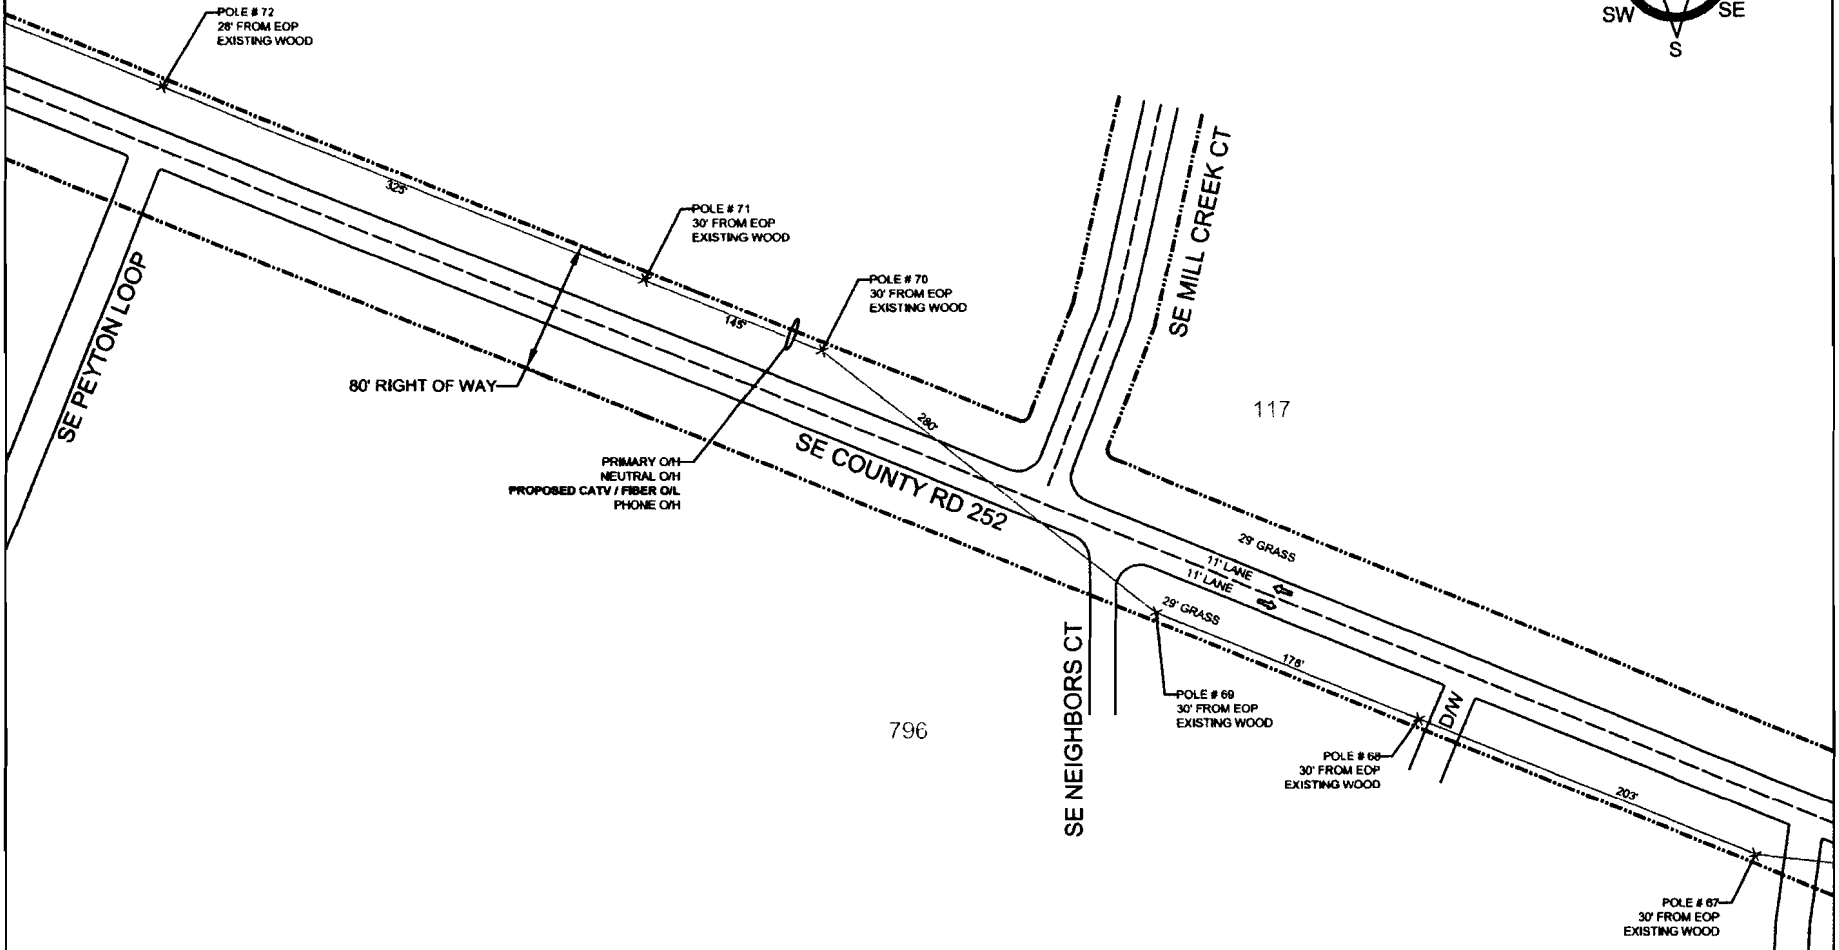 POLE # 72
28' FROM EOP
EXISTING WOOD
SW
SE
S
325'
POLE # 71
30' FROM EOP
EXISTING WOOD
POLE # 70
30' FROM EOP
EXISTING WOOD
145'
SE MILL CREEK CT
SE PEYTON LOOP
80' RIGHT OF WAY
117
280'
PRIMARY O/H
NEUTRAL O/H
PROPOSED CATV / FIBER O/L
PHONE O/H
SE COUNTY RD 252
29' GRASS
11' LANE
11' LANE
29' GRASS
178'
SE NEIGHBORS CT
POLE # 69
30' FROM EOP
EXISTING WOOD
D/W
796
POLE # 68
30' FROM EOP
EXISTING WOOD
203'
POLE # 67
30' FROM EOP
EXISTING WOOD